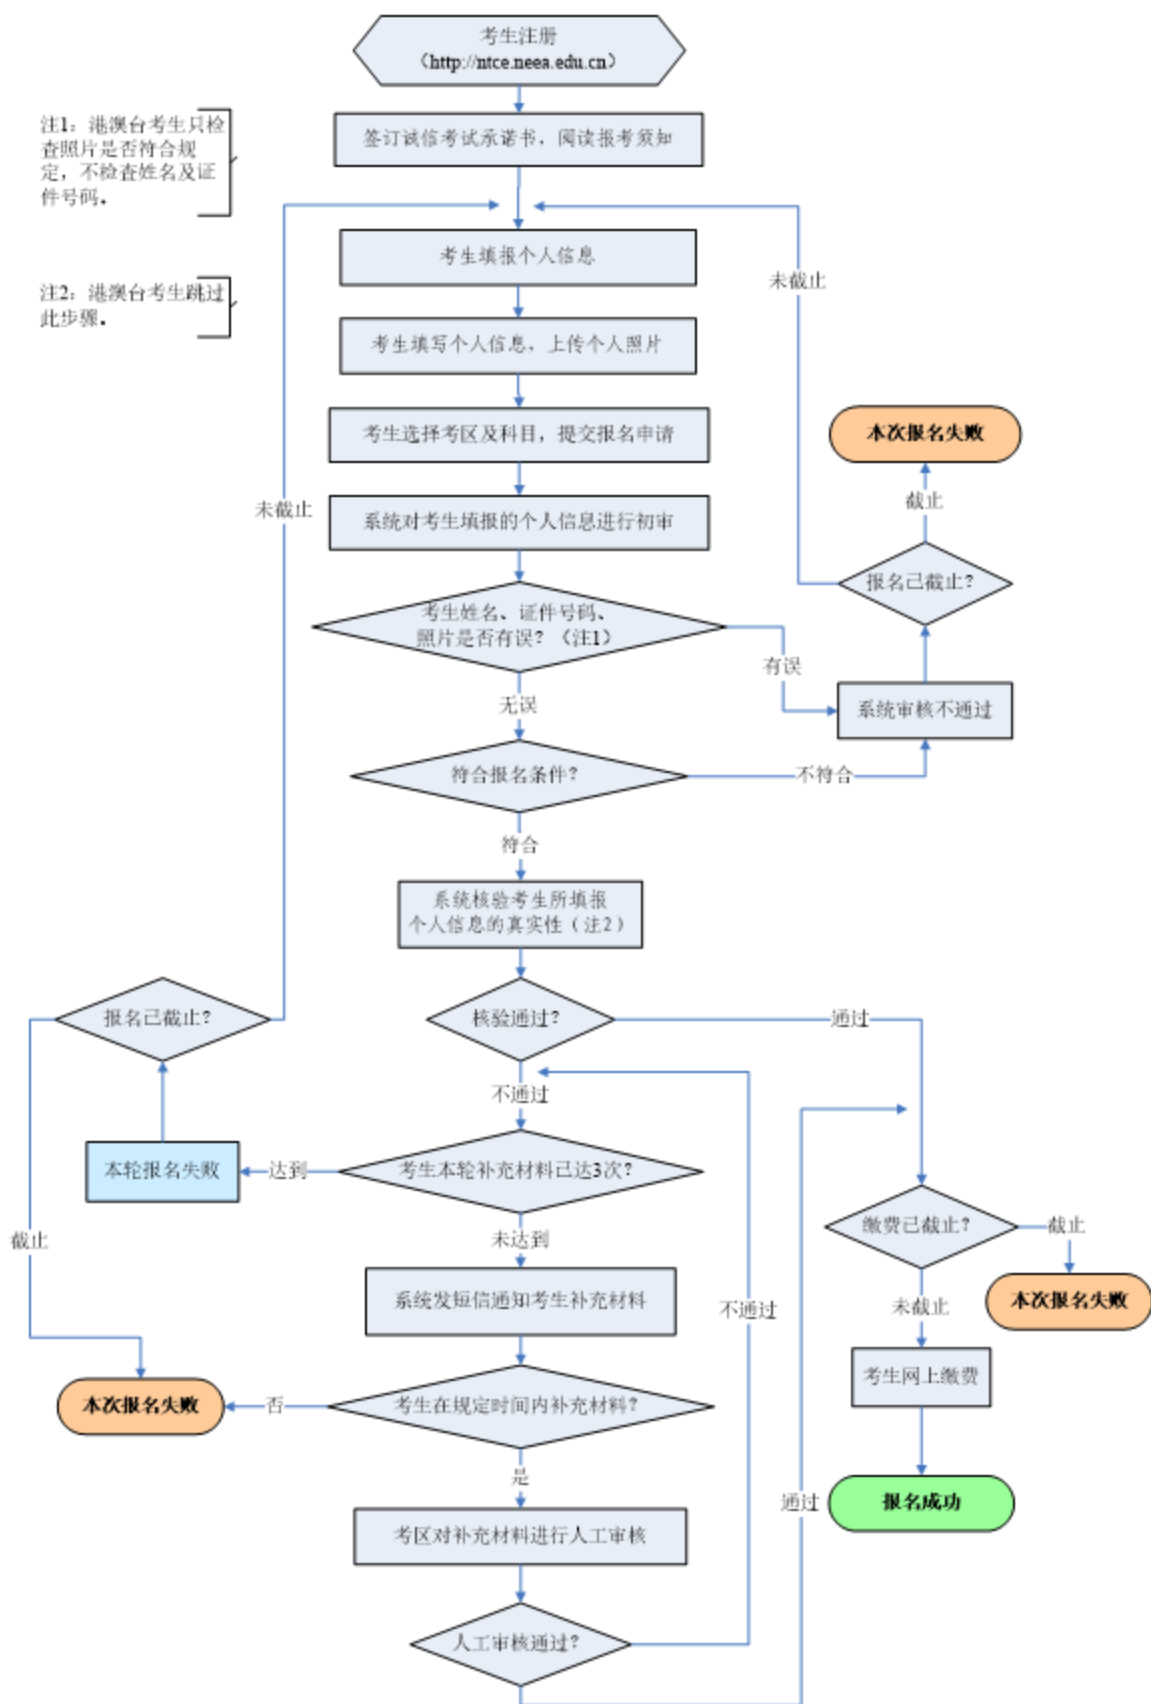 考生注册
（http://ntce.neea.edu.cn）
注1：港澳台考生只检
查照片是否符合规
定，不检查姓名及证
件号码。
签订诚信考试承诺书，阅读报考须知
考生填报个人信息
未截止
注2：港澳台考生跳过
此步骤。
考生填写个人信息，上传个人照片
考生选择考区及科目，提交报名申请
本次报名失败
截止
未截止
系统对考生填报的个人信息进行初审
报名已截止？
考生姓名、证件号码、
照片是否有误？（注1）
有误
无误
系统审核不通过
符合报名条件？
不符合
符合
系统核验考生所填报
个人信息的真实性（注2）
报名已截止？
核验通过？
通过
不通过
本轮报名失败
达到
考生本轮补充材料已达3次？
缴费已截止？
截止
截止
未达到
系统发短信通知考生补充材料
不通过
未截止
本次报名失败
考生网上缴费
本次报名失败
否
考生在规定时间内补充材料？
是
通过
报名成功
考区对补充材料进行人工审核
人工审核通过？